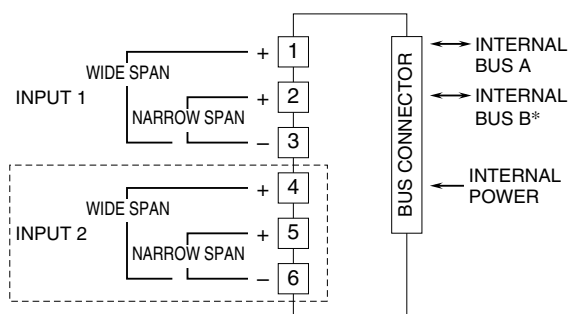 INPUT 1
WIDE SPAN
NARROW SPAN
+ 1
+ 2
− 3
INPUT 2
WIDE SPAN
NARROW SPAN
+ 4
+ 5
− 6
BUS CONNECTOR
INTERNAL
BUS A
INTERNAL
BUS B*
INTERNAL
POWER